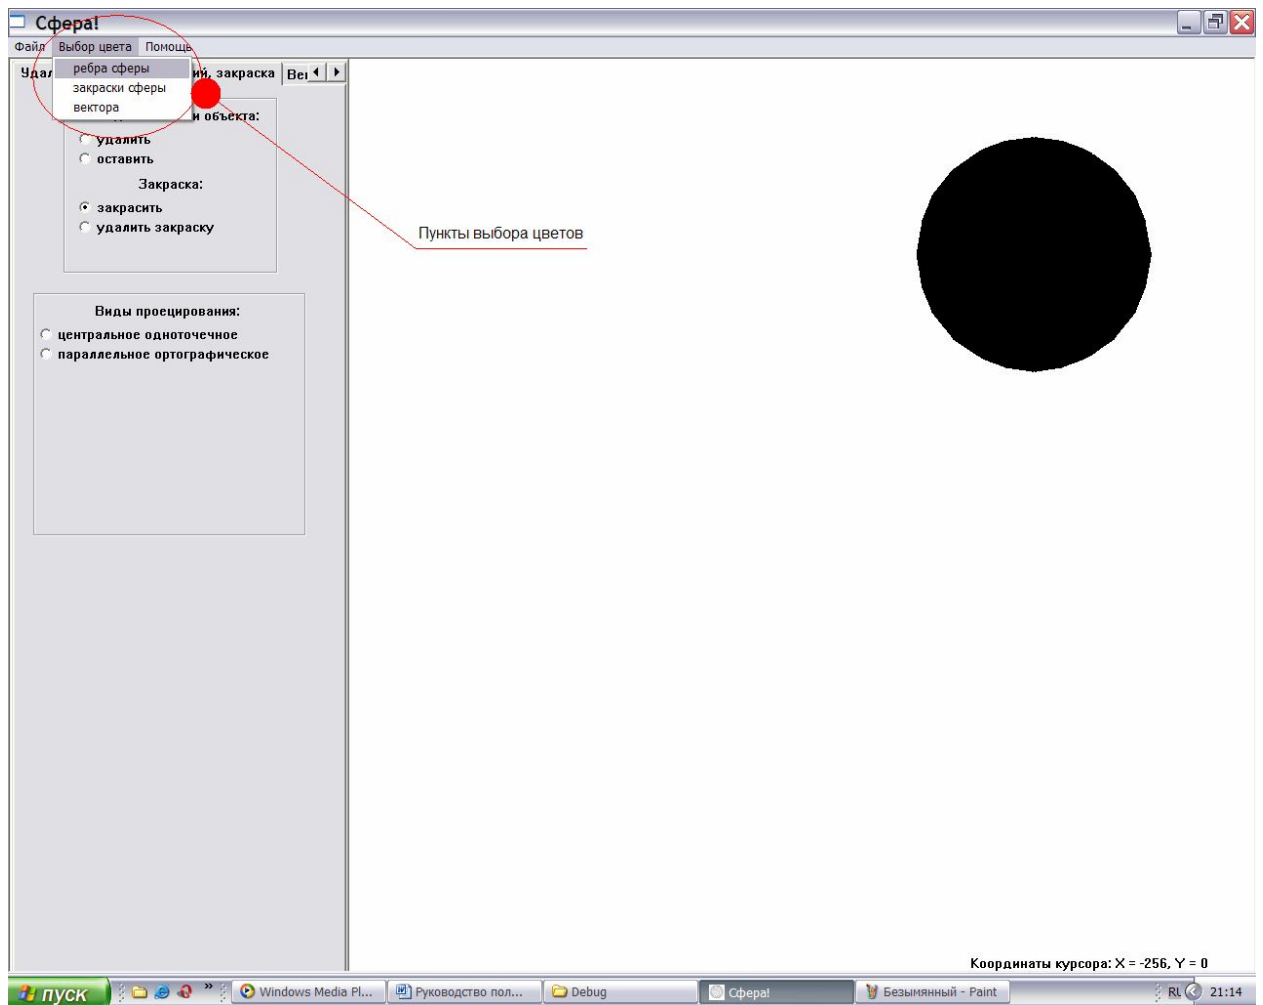 Сфера!
Файл Выбор цвета Помощь
ребра сферы
закраски сферы
вектора
закраска
объекта:
удалить
оставить
Закраска:
закрасить
удалить закраску
Пункты выбора цветов
Виды проецирования:
центральное одноточечное
параллельное ортографическое
Координаты курсора: X = -256, Y = 0
пуск » Windows Media Pl... Руководство пол... Debug Сфера! Безымянный - Paint RL 21:14